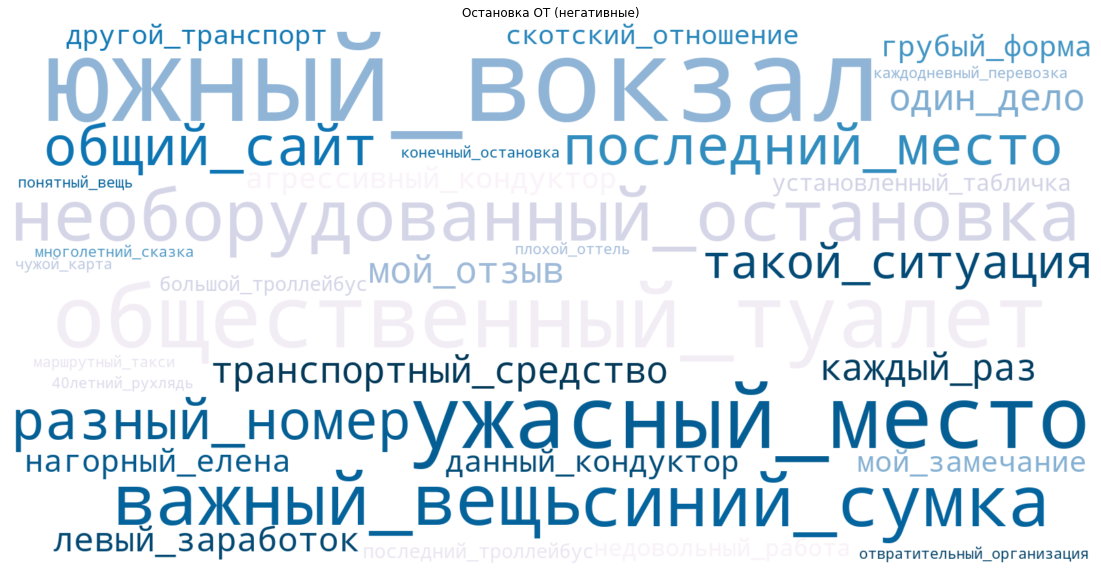 Остановка ОТ (негативные)
другой_транспорт
скотский_отношение
грубый_форма
южный_вокзал
каждодневный_перевозка
один_дело
общий_сайт
конечный_остановка
последний_место
понятный_вещь
агрессивный_кондуктор
установленный_табличка
необорудованный_остановка
многолетний_сказка
плохой_оттель
чужой_карта
мой_отзыв
такой_ситуация
большой_троллейбус
общественный_туалет
маршрутный_такси
транспортный_средство
каждый_раз
40летний_рухлядь
разный_номер
ужасный_место
нагорный_елена
данный_кондуктор
мой_замечание
важный_вещь
синий_сумка
левый_заработок
последний_троллейбус
недовольный_работа
отвратительный_организация